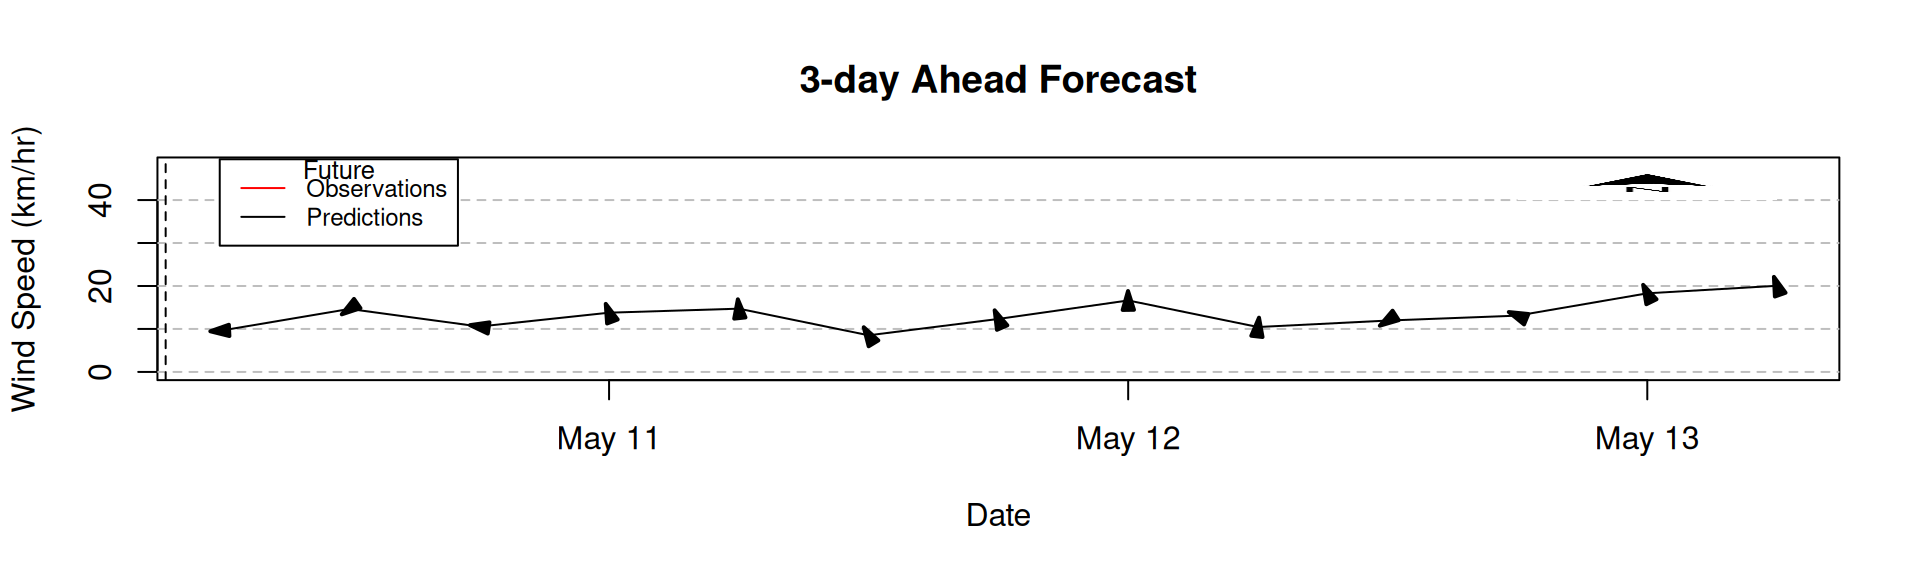 3-day Ahead Forecast
Wind Speed (km/hr)
40
20
0
Future
Observations
Predictions
N
May 11
May 12
May 13
Date